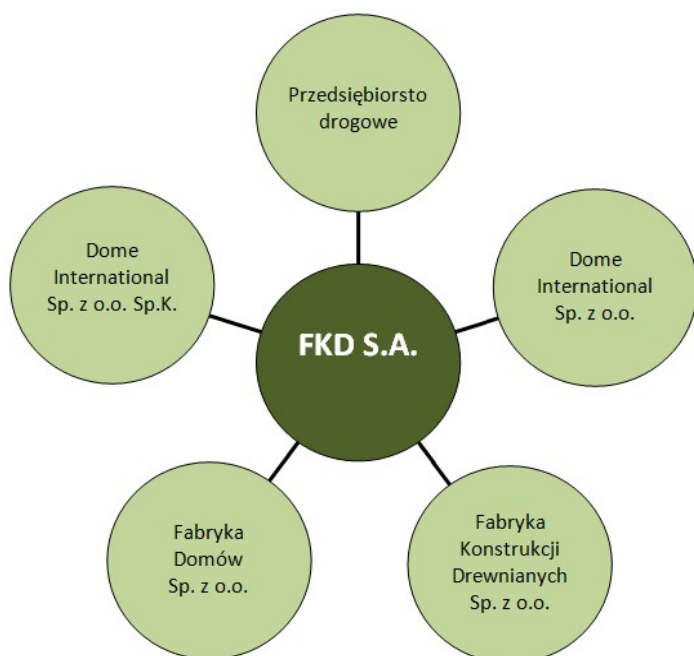 Przedsiębiorsto
drogowe
Dome
International
Sp. z o.o. Sp.K.
Dome
International
Sp. z o.o.
FKD S.A.
Fabryka
Domów
Sp. z o.o.
Fabryka
Konstrukcji
Drewnianych
Sp. z o.o.